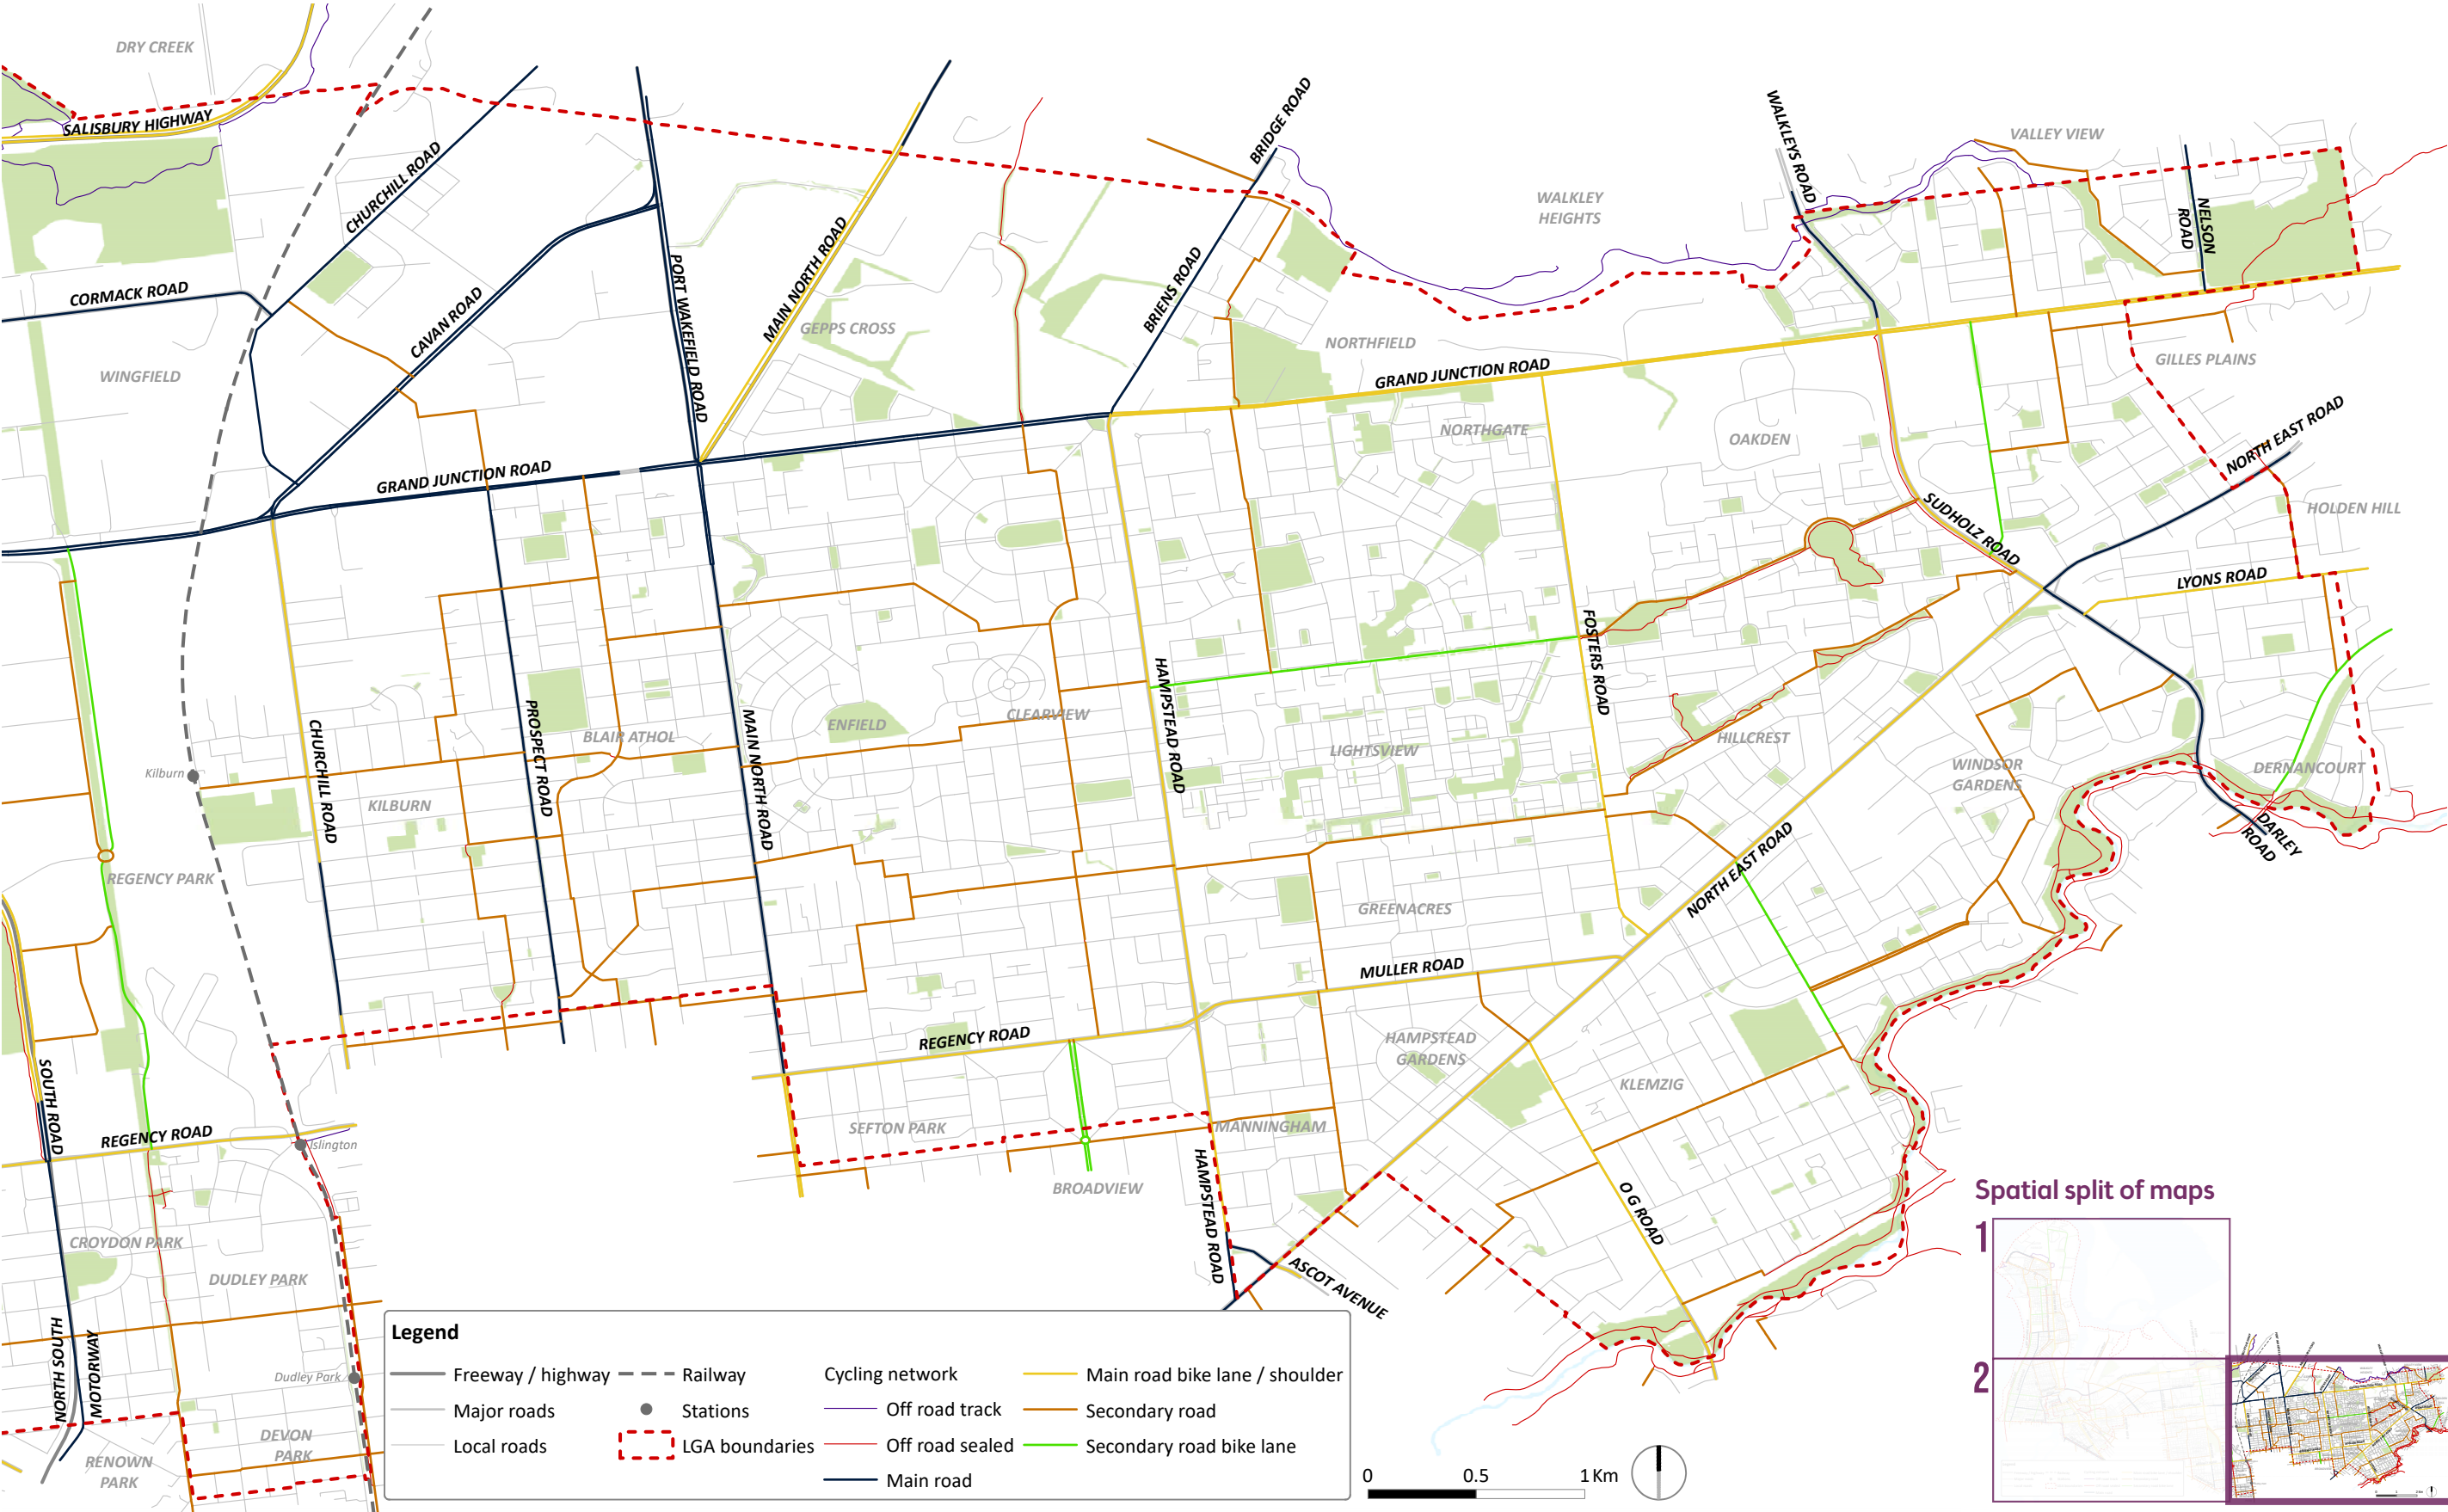 DRY CREEK
SALISBURY HIGHWAY
CHURCHILL ROAD
BRIDGE ROAD
WALKLEYS ROAD
VALLEY VIEW
WALKLEY
HEIGHTS
NELSON
ROAD
CORMACK ROAD
CAVAN ROAD
PORT WAKEFIELD ROAD
MAIN NORTH ROAD
BRIENS ROAD
GEPPS CROSS
NORTHFIELD
WINGFIELD
GILLES PLAINS
GRAND JUNCTION ROAD
NORTHGATE
OAKDEN
NORTH EAST ROAD
GRAND JUNCTION ROAD
HOLDEN HILL
SUDHOLZ ROAD
LYONS ROAD
FOSTERS ROAD
HAMPSTEAD ROAD
PROSPECT ROAD
CHURCHILL ROAD
MAIN NORTH ROAD
BLAIR ATHOL
ENFIELD
CLEARVIEW
LIGHTSVIEW
HILLCREST
WINDSOR
GARDENS
DERNANCOURT
Kilburn
KILBURN
DARLEY
ROAD
REGENCY PARK
GREENACRES
NORTH EAST ROAD
MULLER ROAD
REGENCY ROAD
HAMPSTEAD
GARDENS
KLEMZIG
SOUTH ROAD
REGENCY ROAD
Islington
SEFTON PARK
MANNINGHAM
BROADVIEW
HAMPSTEAD ROAD
O G ROAD
ASCOT AVENUE
CROYDON PARK
DUDLEY PARK
NORTH SOUTH
MOTORWAY
Dudley Park
DEVON
PARK
RENOWN
PARK
Legend
Freeway / highway
Major roads
Local roads
Railway
Stations
LGA boundaries
Cycling network
Off road track
Off road sealed
Main road
Main road bike lane / shoulder
Secondary road
Secondary road bike lane
0 0.5 1 Km
Spatial split of maps
1
2